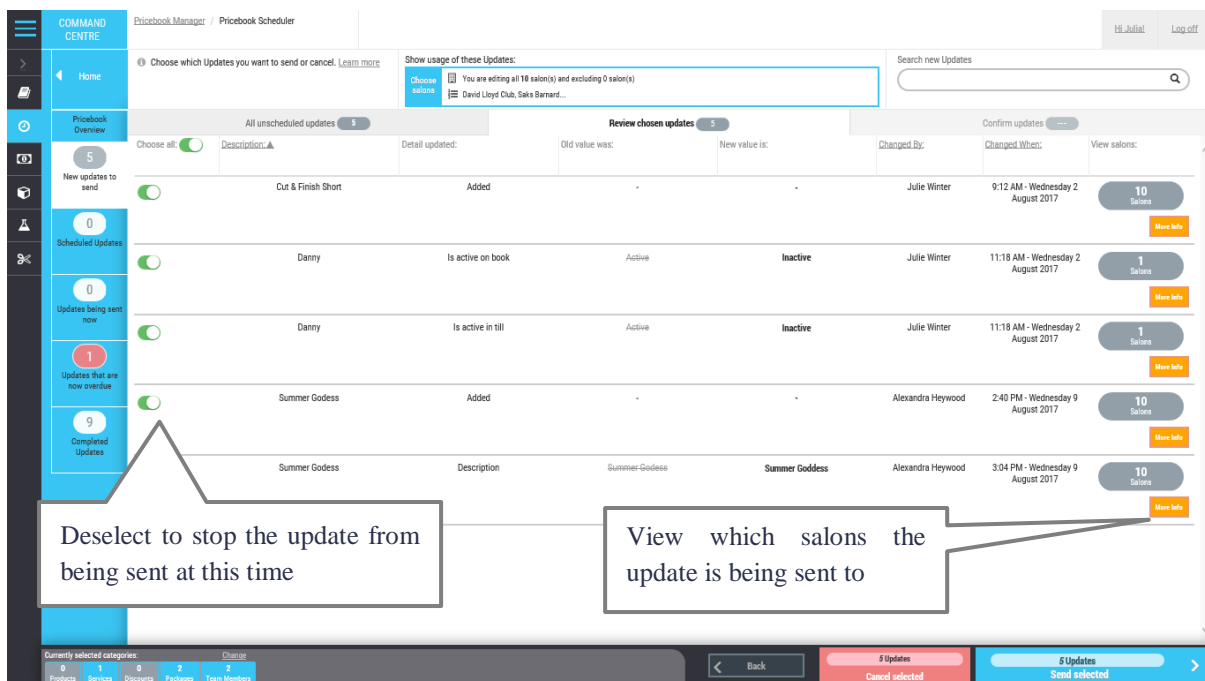 COMMAND
CENTRE
Pricebook Manager / Pricebook Scheduler
Hi Julia!
Log off
Home
Choose which Updates you want to send or cancel. Learn more
Show usage of these Updates:
Choose
salons
You are editing all 10 salon(s) and excluding 0 salon(s)
David Lloyd Club, Saks Barnard...
Search new Updates
Pricebook
Overview
5
New updates to
send
0
Scheduled Updates
0
Updates being sent
now
1
Updates that are
now overdue
9
Completed
Updates
All unscheduled updates 5
Review chosen updates 5
Confirm updates ---
Choose all: Description: ▲ Detail updated: Old value was: New value is: Changed By: Changed When: View salons:
Cut & Finish Short Added - - Julie Winter 9:12 AM - Wednesday 2
August 2017
10
Salons
More Info
Danny Is active on book Active Inactive Julie Winter 11:18 AM - Wednesday 2
August 2017
1
Salons
More Info
Danny Is active in till Active Inactive Julie Winter 11:18 AM - Wednesday 2
August 2017
1
Salons
More Info
Summer Godess Added - - Alexandra Heywood 2:40 PM - Wednesday 9
August 2017
10
Salons
More Info
Summer Godess Description Summer Godess Summer Goddess Alexandra Heywood 3:04 PM - Wednesday 9
August 2017
10
Salons
More Info
Deselect to stop the update from
being sent at this time
View which salons the
update is being sent to
Currently selected categories: Change
0 1 0 2 2
Products Services Discounts Packages Team Members
Back
5 Updates
Cancel selected
5 Updates
Send selected